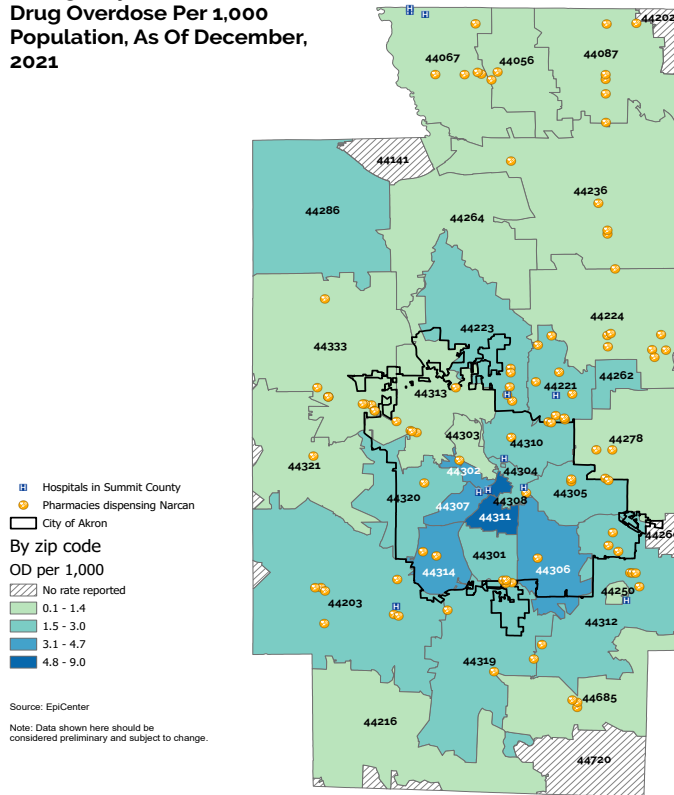 Drug Overdose Per 1,000
Population, As Of December,
2021
44202
44067
44056
44087
44141
44236
44286
44264
44223
44224
44333
44262
44221
44313
44303
44310
44278
44321
44302
44304
44320
44305
44308
44307
44311
44301
44314
44306
44250
44203
44312
44319
44685
44216
44720
Hospitals in Summit County
Pharmacies dispensing Narcan
City of Akron
By zip code
OD per 1,000
No rate reported
0.1 - 1.4
1.5 - 3.0
3.1 - 4.7
4.8 - 9.0
Source: EpiCenter
Note: Data shown here should be
considered preliminary and subject to change.